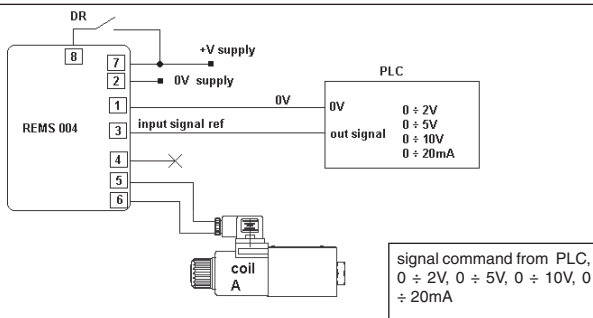 DR
8
7
+V supply
2
0V supply
PLC
1
0V
0V
0 ÷ 2V
REMS 004
3
input signal ref
out signal
0 ÷ 5V
0 ÷ 10V
0 ÷ 20mA
4
5
6
coil
A
signal command from PLC,
0 ÷ 2V, 0 ÷ 5V, 0 ÷ 10V, 0
÷ 20mA